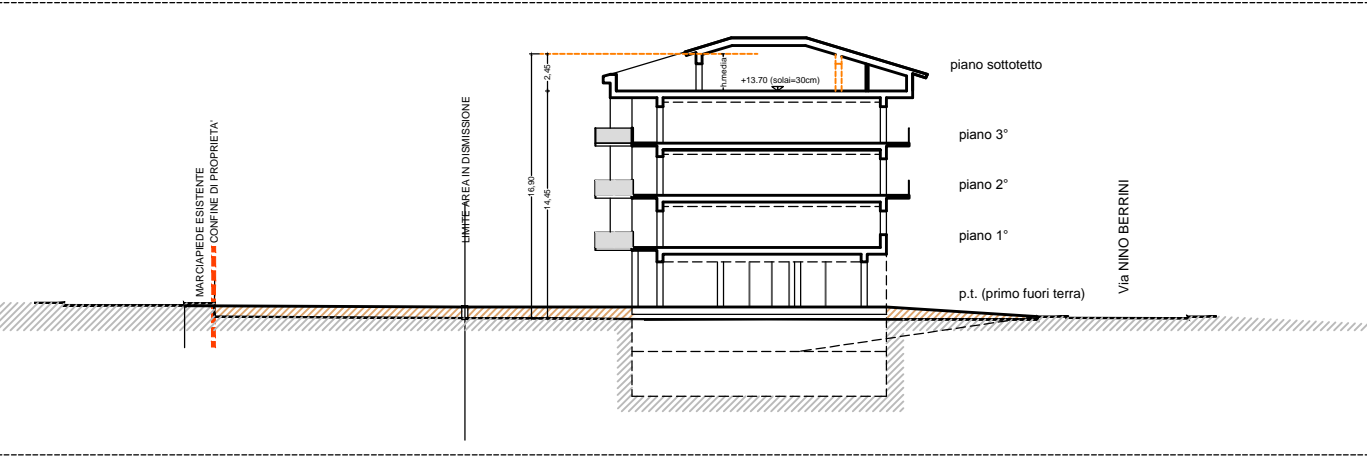 piano sottotetto
+13.70 (solai=30cm)
h.media
2,45
piano 3°
LIMITE AREA IN DISMISSIONE
16,90
14,45
piano 2°
MARCIAPIEDE ESISTENTE
CONFINE DI PROPRIETA'
piano 1°
Via NINO BERRINI
p.t. (primo fuori terra)